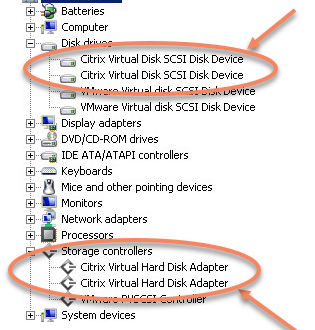 Batteries
Computer
Disk drives
Citrix Virtual Disk SCSI Disk Device
Citrix Virtual Disk SCSI Disk Device
VMware Virtual disk SCSI Disk Device
VMware Virtual disk SCSI Disk Device
Display adapters
DVD/CD-ROM drives
IDE ATA/ATAPI controllers
Keyboards
Mice and other pointing devices
Monitors
Network adapters
Processors
Storage controllers
Citrix Virtual Hard Disk Adapter
Citrix Virtual Hard Disk Adapter
VMware PVSCSI Controller
System devices